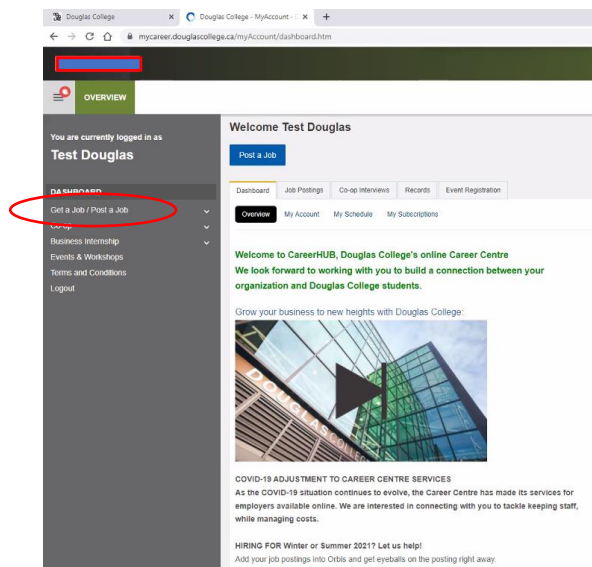 Douglas College
Douglas College - MyAccount - D
mycareer.douglascollege.ca/myAccount/dashboard.htm
OVERVIEW
You are currently logged in as
Test Douglas
DASHBOARD
Get a Job / Post a Job
Co-op
Business Internship
Events & Workshops
Terms and Conditions
Logout
Welcome Test Douglas
Post a Job
Dashboard Job Postings Co-op Interviews Records Event Registration
Overview My Account My Schedule My Subscriptions
Welcome to CareerHUB, Douglas College's online Career Centre
We look forward to working with you to build a connection between your
organization and Douglas College students.
Grow your business to new heights with Douglas College:
DOUGLAS COLLEGE
COVID-19 ADJUSTMENT TO CAREER CENTRE SERVICES
As the COVID-19 situation continues to evolve, the Career Centre has made its services for
employers available online. We are interested in connecting with you to tackle keeping staff,
while managing costs.
HIRING FOR Winter or Summer 2021? Let us help!
Add your job postings into Orbis and get eyeballs on the posting right away.